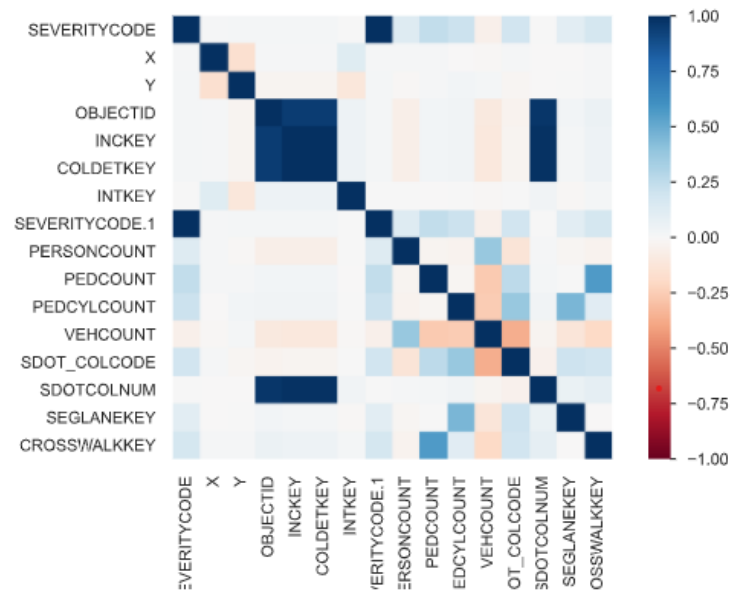 SEVERITYCODE
X
Y
OBJECTID
INCKEY
COLDETKEY
INTKEY
SEVERITYCODE.1
PERSONCOUNT
PEDCOUNT
PEDCYLCOUNT
VEHCOUNT
SDOT_COLCODE
SDOTCOLNUM
SEGLANEKEY
CROSSWALKKEY
1.00
0.75
0.50
0.25
0.00
−0.25
−0.50
−0.75
−1.00
EVERITYCODE
X
Y
OBJECTID
INCKEY
COLDETKEY
INTKEY
VERITYCODE.1
ERSONCOUNT
PEDCOUNT
EDCYLCOUNT
VEHCOUNT
OT_COLCODE
SDOTCOLNUM
SEGLANEKEY
OSSWALKKEY